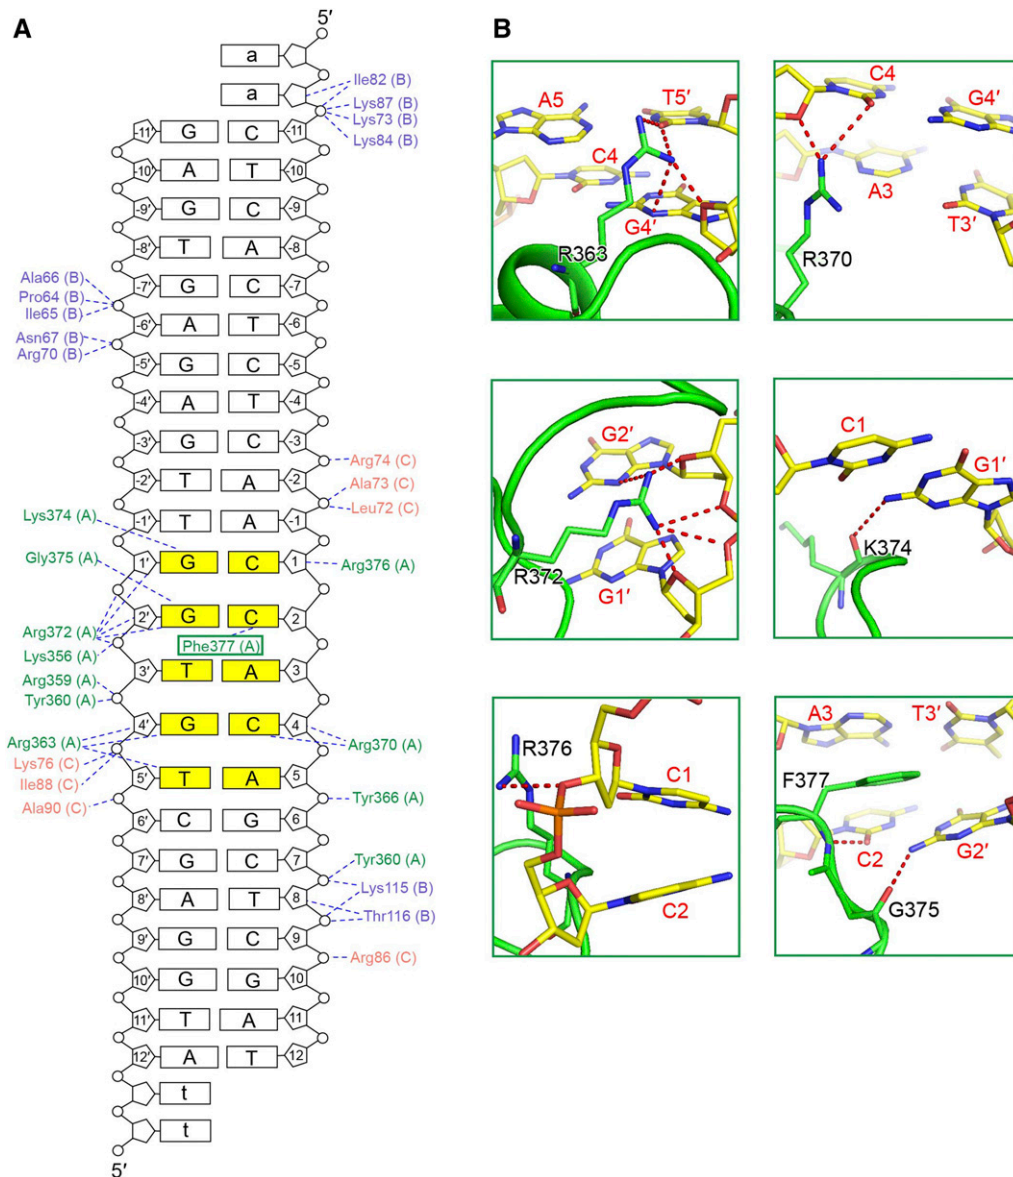 A
5′
a
a
Ile82 (B)
Lys87 (B)
Lys73 (B)
Lys84 (B)
-11′ G C -11
-10′ A T -10
-9′ G C -9
-8′ T A -8
Ala66 (B)
-7′ G C -7
Pro64 (B)
Ile65 (B)
-6′ A T -6
Asn67 (B)
Arg70 (B)
-5′ G C -5
-4′ A T -4
-3′ G C -3
Arg74 (C)
-2′ T A -2
Ala73 (C)
Leu72 (C)
Lys374 (A)
-1′ T A -1
Gly375 (A)
1′ G C 1
Arg376 (A)
2′ G C 2
Arg372 (A)
Phe377 (A)
Lys356 (A)
3′ T A 3
Arg359 (A)
Tyr360 (A)
4′ G C 4
Arg363 (A)
Arg370 (A)
Lys76 (C)
Ile88 (C)
5′ T A 5
Tyr366 (A)
Ala90 (C)
6′ C G 6
7′ G C 7
Tyr360 (A)
Lys115 (B)
8′ A T 8
Thr116 (B)
9′ G C 9
Arg86 (C)
10′ G G 10
11′ T A 11
12′ A T 12
t
t
5′
B
A5
T5′
C4
G4′
R363
C4
G4′
A3
T3′
R370
G2′
R372
G1′
C1
G1′
K374
R376
C1
C2
A3
T3′
F377
C2
G2′
G375